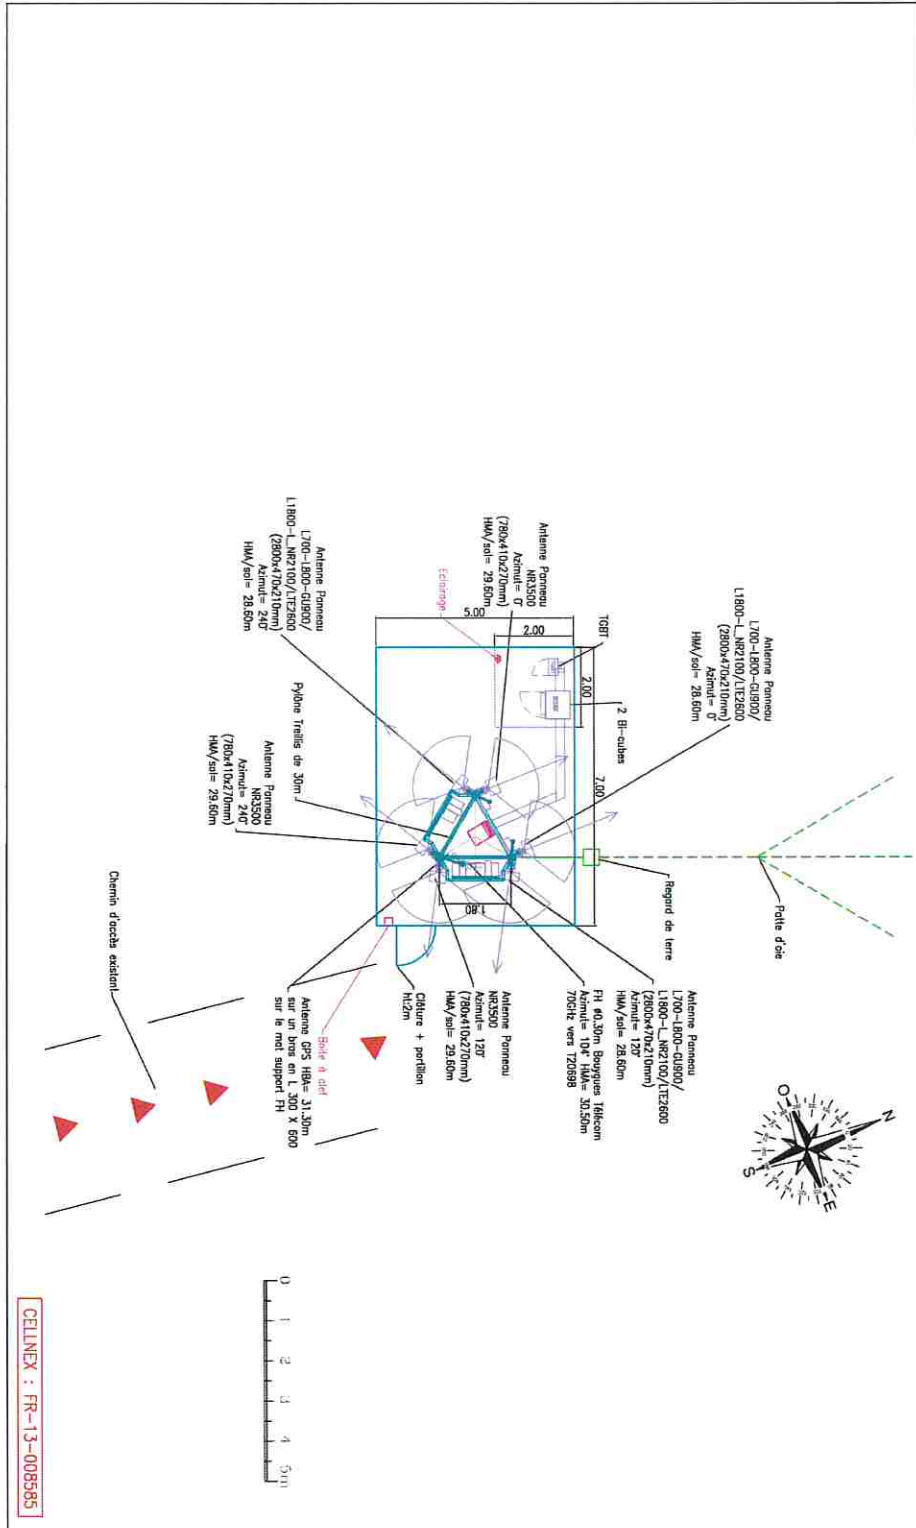 Antenne Panneau
L700-L800-GU900/
L1800-L_NR2100/LTE2600
(2800x470x210mm)
Azimut= 0°
HMA/sol= 28.60m
Antenne Panneau
NR3500
Azimut= 0°
(780x410x270mm)
HMA/sol= 29.60m
Antenne Panneau
L700-L800-GU900/
L1800-L_NR2100/LTE2600
(2800x470x210mm)
Azimut= 240°
HMA/sol= 28.60m
Eclairage
5.00
2.00
TGBT
2.00
2 Bi-cubes
7.00
Pylône Treillis de 30m
Antenne Panneau
NR3500
Azimut= 240°
(780x410x270mm)
HMA/sol= 29.60m
1.80
Regard de terre
Patte d'oie
Chemin d'accès existant
Antenne Panneau
L700-L800-GU900/
L1800-L_NR2100/LTE2600
(2800x470x210mm)
Azimut= 120°
HMA/sol= 28.60m
FH ø0.30m Bouygues Télécom
Azimut= 104° HMA= 30.50m
70GHz vers T20698
Antenne Panneau
NR3500
Azimut= 120°
(780x410x270mm)
HMA/sol= 29.60m
Clôture + portillon
ht:2m
Boite à clef
Antenne GPS HBA= 31.30m
sur un bras en L 300 X 600
sur le mat support FH
N
O
E
S
0 1 2 3 4 5m
CELLNEX : FR-13-008585